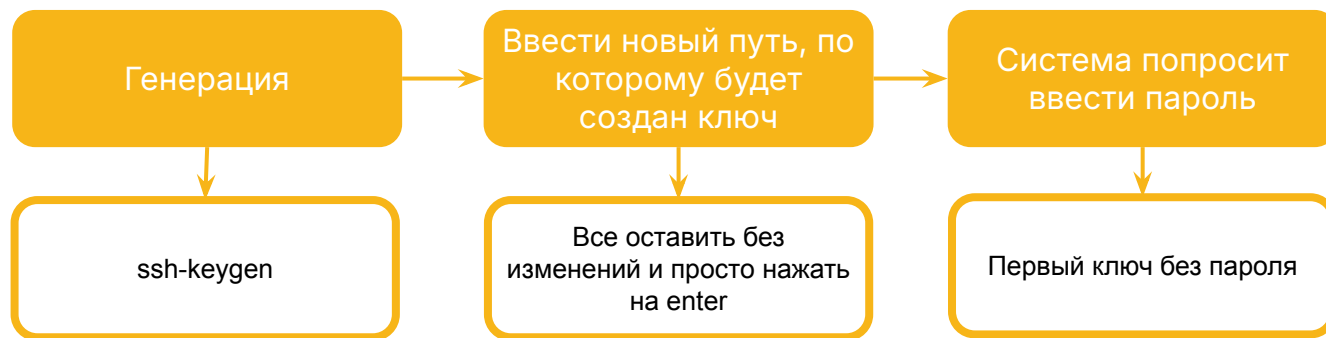 Генерация
Ввести новый путь, по
которому будет
создан ключ
Система попросит
ввести пароль
ssh-keygen
Все оставить без
изменений и просто нажать
на enter
Первый ключ без пароля